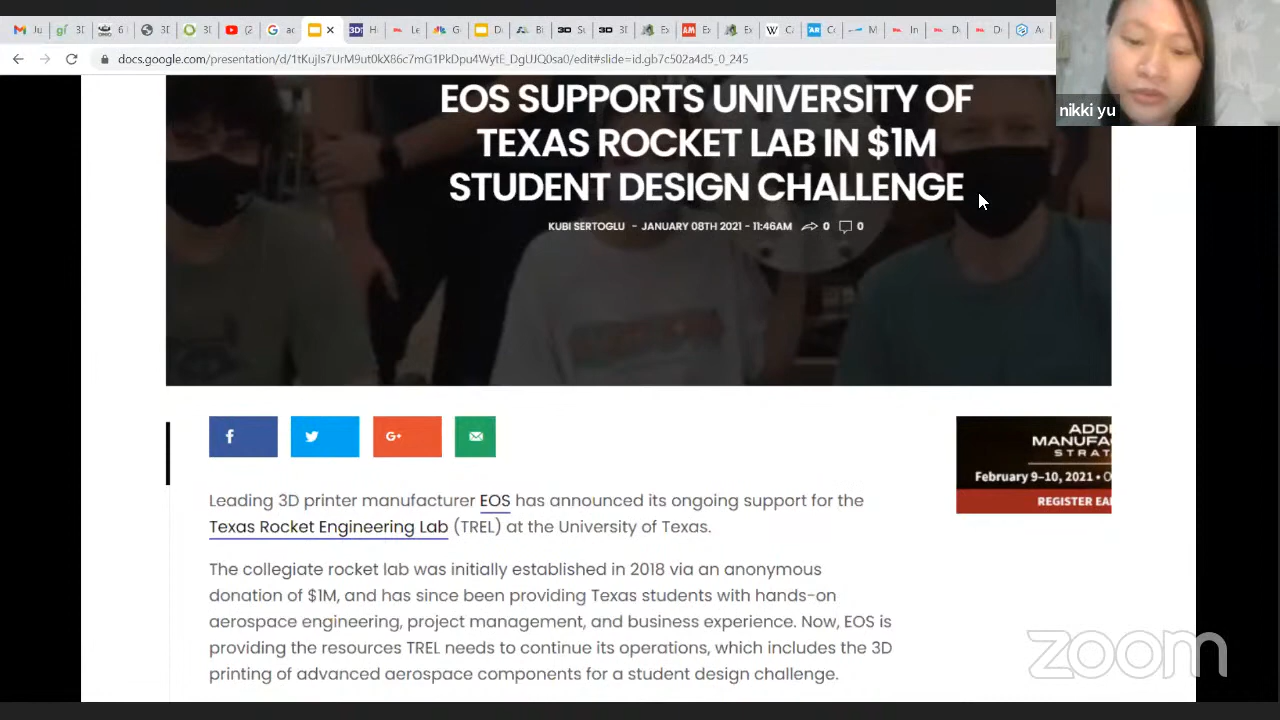 docs.google.com/presentation/d/1tKujIs7UrM9ut0kX86c7mG1PkDpu4WytE_DgUJQ0sa0/edit#slide=id.gb7c502a4d5_0_245
nikki yu
EOS SUPPORTS UNIVERSITY OF
TEXAS ROCKET LAB IN $1M
STUDENT DESIGN CHALLENGE
KUBI SERTOGLU - JANUARY 08TH 2021 - 11:46AM 0 0
f
G+
ADDI
MANUFA
STRAT
February 9-10, 2021 • O
REGISTER EA
Leading 3D printer manufacturer EOS has announced its ongoing support for the
Texas Rocket Engineering Lab (TREL) at the University of Texas.
The collegiate rocket lab was initially established in 2018 via an anonymous
donation of $1M, and has since been providing Texas students with hands-on
aerospace engineering, project management, and business experience. Now, EOS is
providing the resources TREL needs to continue its operations, which includes the 3D
printing of advanced aerospace components for a student design challenge.
zoom